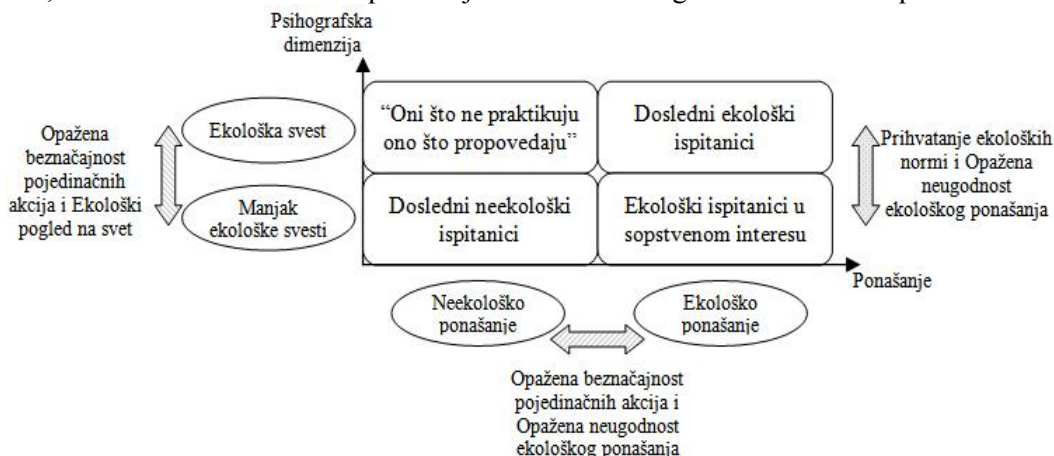 Psihografska
dimenzija
Opažena
beznačajnost
pojedinačnih
akcija i Ekološki
pogled na svet
Ekološka svest
Manjak
ekološke svesti
“Oni što ne praktikuju
ono što propovedaju”
Dosledni ekološki
ispitanici
Dosledni neekološki
ispitanici
Ekološki ispitanici u
sopstvenom interesu
Prihvatanje ekoloških
normi i Opažena
neugodnost
ekološkog ponašanja
Ponašanje
Neekološko
ponašanje
Ekološko
ponašanje
Opažena beznačajnost
pojedinačnih akcija i
Opažena neugodnost
ekološkog ponašanja